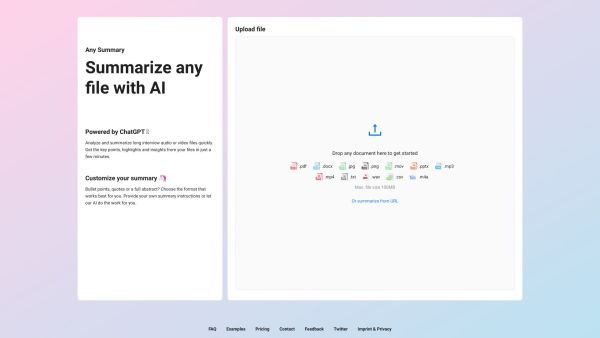 Any Summary
Summarize any
file with AI
Powered by ChatGPT
Analyze and summarize long interview audio or video files quickly.
Get the key points, highlights and insights from your files in just a
few minutes.
Customize your summary
Bullet points, quotes or a full abstract? Choose the format that
works best for you. Provide your own summary instructions or let
our AI do the work for you.
Upload file
Drop any document here to get started
.pdf .docx .jpg .png .mov .pptx .mp3
.mp4 .txt .wav .csv .m4a
Max. file size 100MB
Or summarize from URL
FAQ Examples Pricing Contact Feedback Twitter Imprint & Privacy